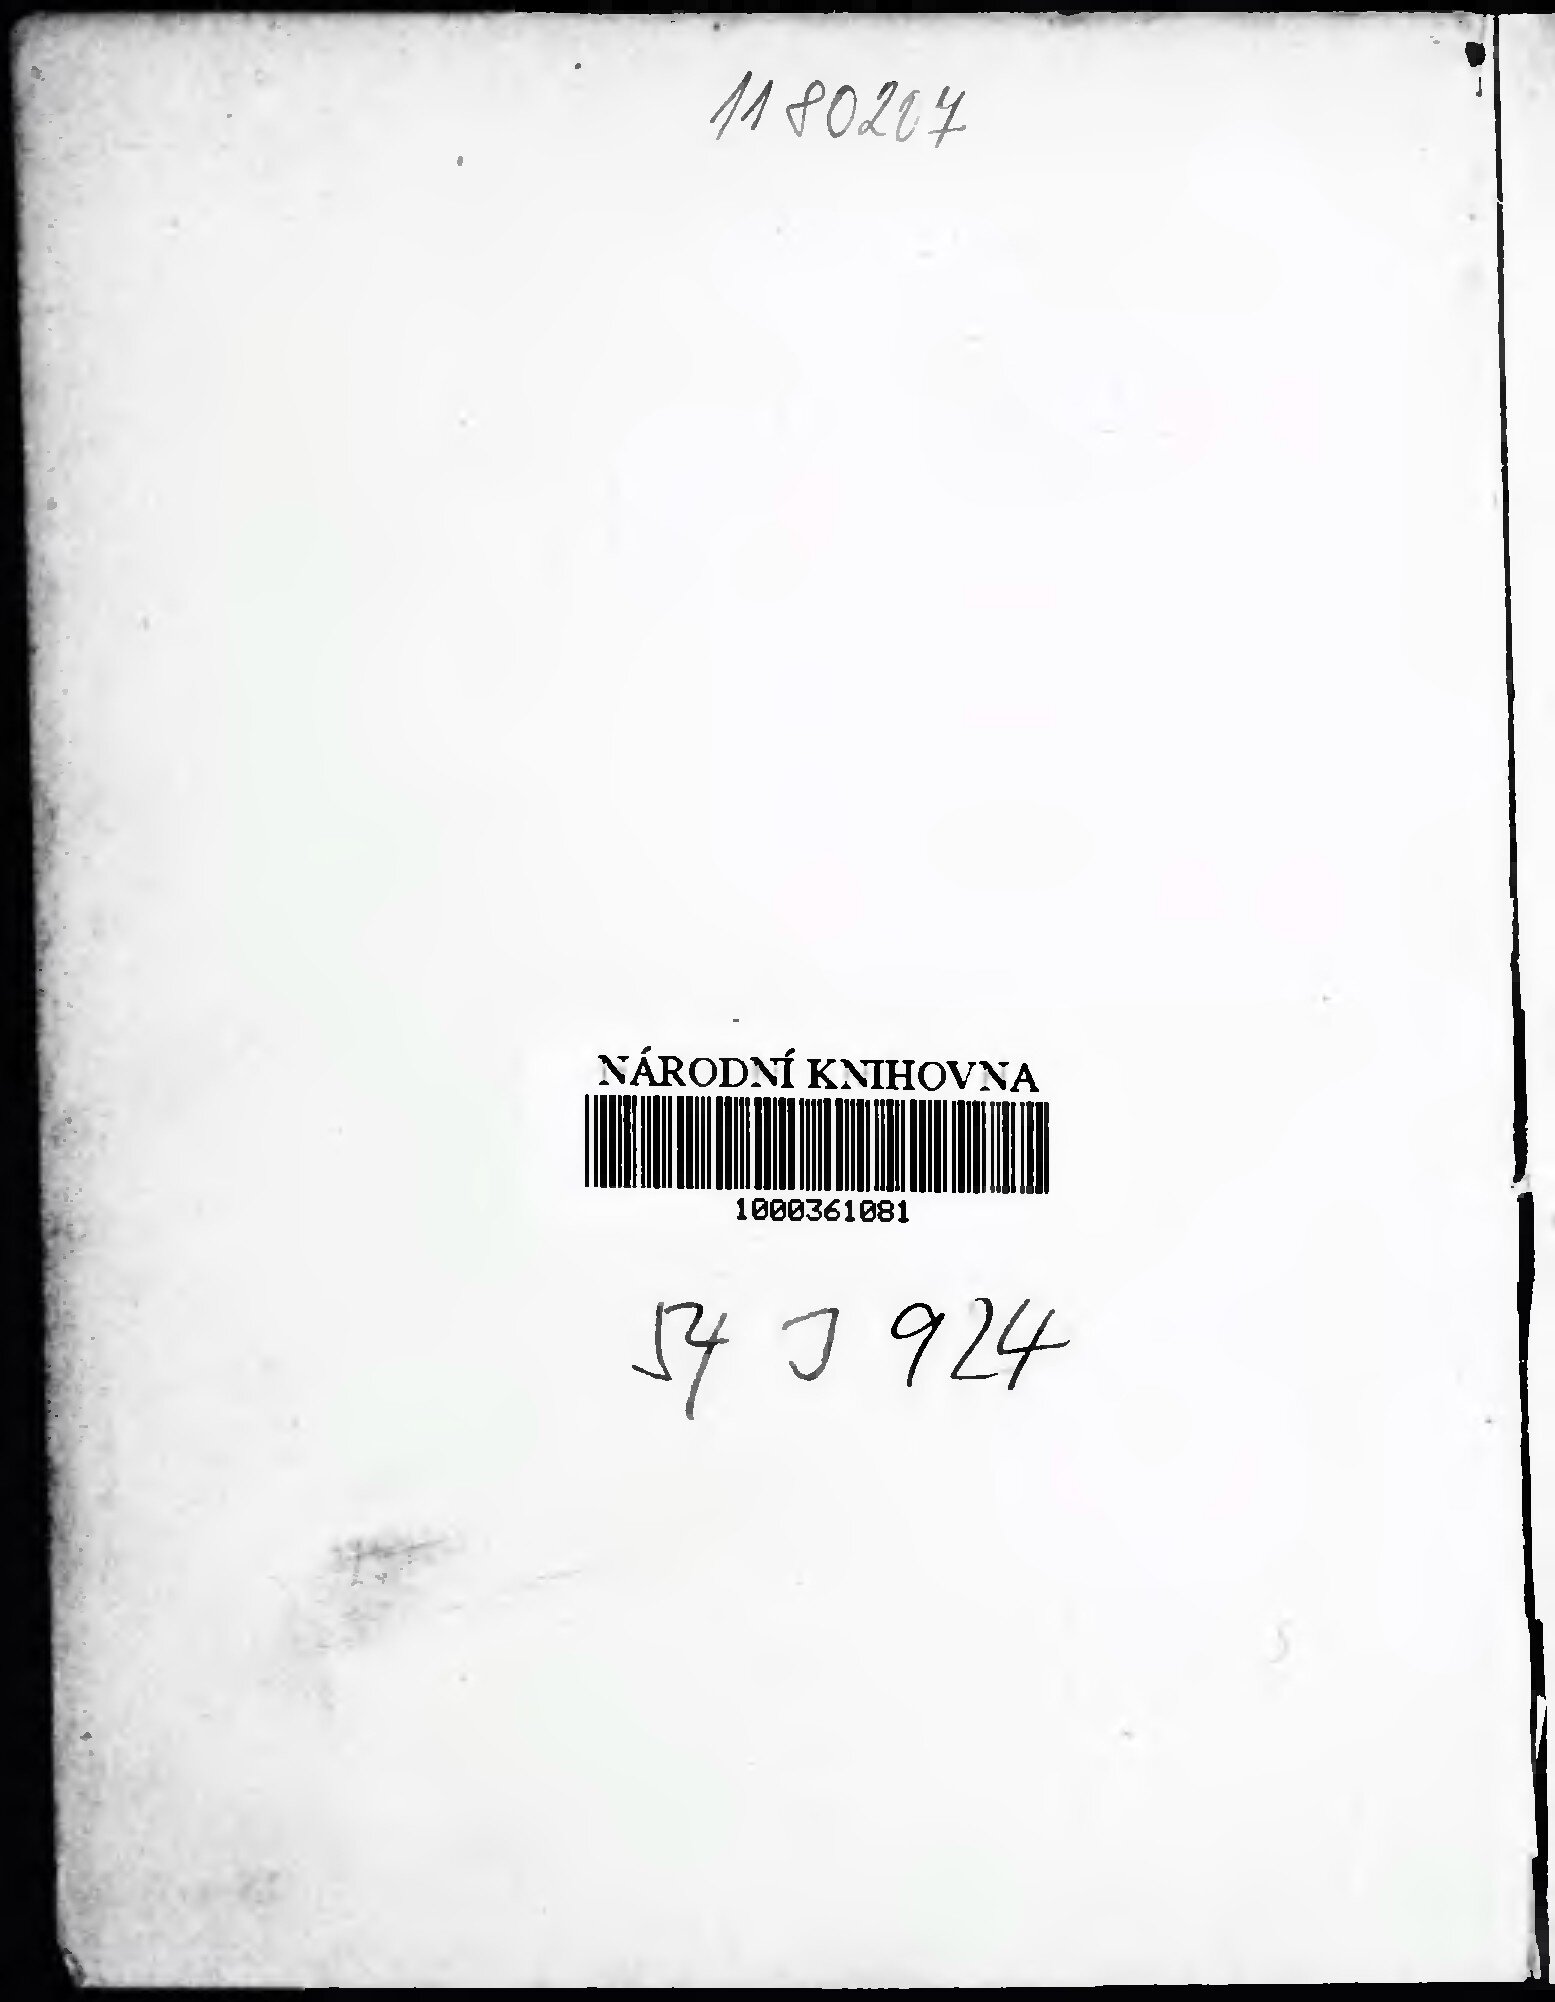 1180207
NÁRODNÍ KNIHOVNA
1000361081
54 J 924